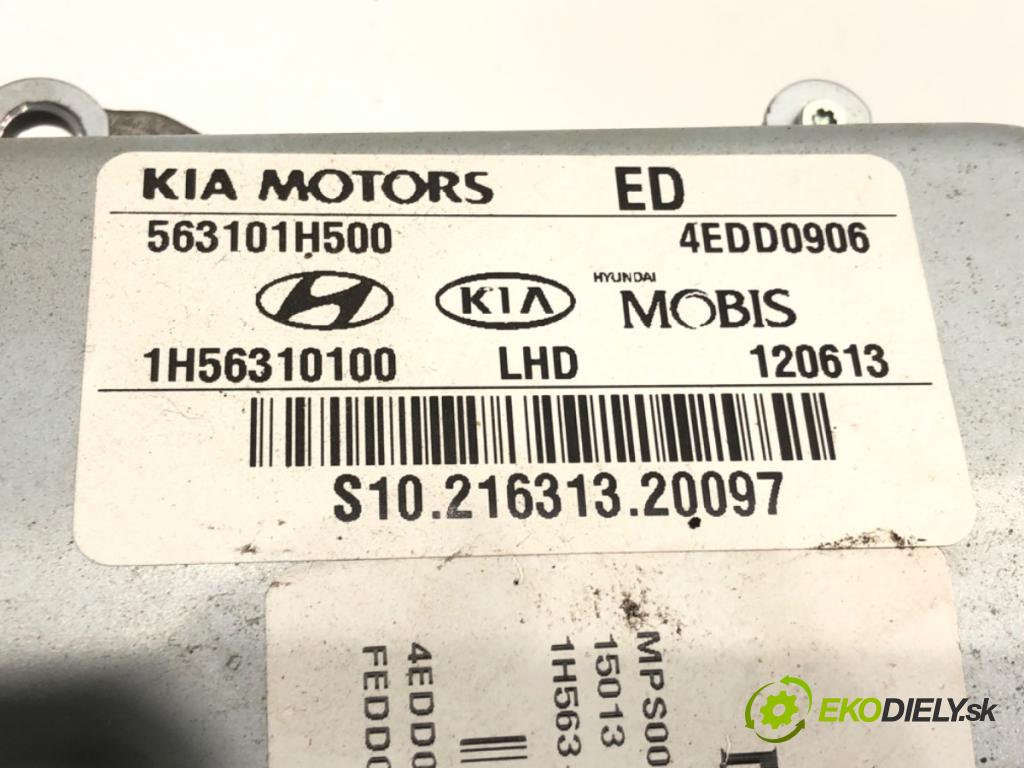 KIA MOTORS ED
563101H500 4EDD0906
KIA HYUNDAI MOBIS
1H56310100 LHD 120613
S10.216313.20097
MPS00
15013
1H563
4EDD0
FEDD0
EKODIELY.sk